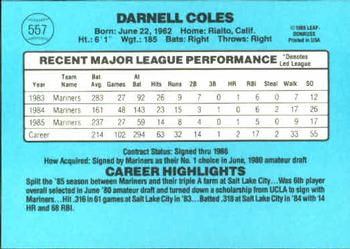 557
DARNELL COLES
Born: June 22, 1962 Home: Rialto, Calif.
Ht.: 6'1" Wgt.: 185 Bats: Right Throws: Right
© 1985 LEAF-
DONRUSS
Printed in USA
RECENT MAJOR LEAGUE PERFORMANCE *Denotes
Led League
Year Team Name Bat Avg Games At Bat Hits Runs 2B 3B HR RBI Steal Walk SO
1983 Mariners .283 27 92 7 0 1 6 0 7 12
1984 Mariners .161 48 143 23 3 1 0 6 2 17 26
1985 Mariners .237 27 59 14 4 0 1 5 0 9 17
Career .214 102 294 63 14 1 2 17 2 33 55
Contract Status: Signed thru 1986
How Acquired: Signed by Mariners as their No. 1 choice in June, 1980 amateur draft
CAREER HIGHLIGHTS
Split the '85 season between Mariners and their triple A farm at Salt Lake City... Was 6th player
selected in June '80 amateur draft and turned down a scholarship from UCLA to sign with
Mariners... Hit .316 in 61 games at Salt Lake City in '83... Batted .318 at Salt Lake City in '84 with
14 HR and 68 RBI.